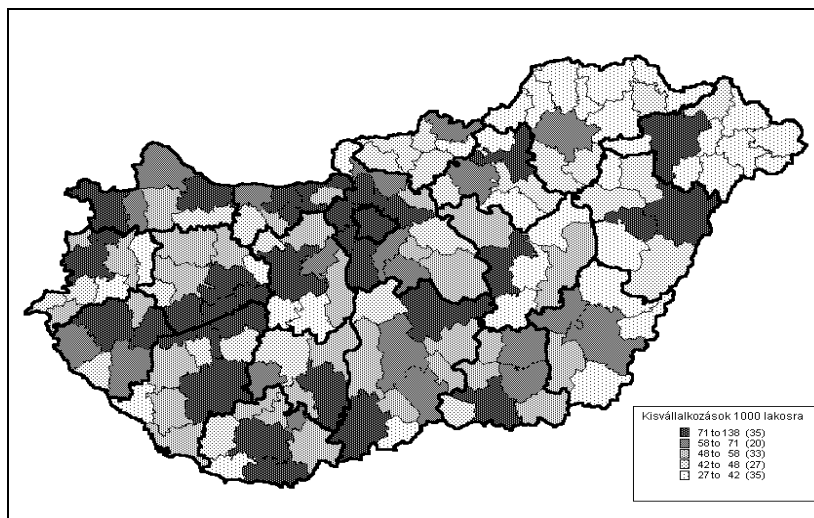 Kisvállalkozások 1000 lakosra
71 to 138 (35)
58 to 71 (20)
48 to 58 (33)
42 to 48 (27)
27 to 42 (35)